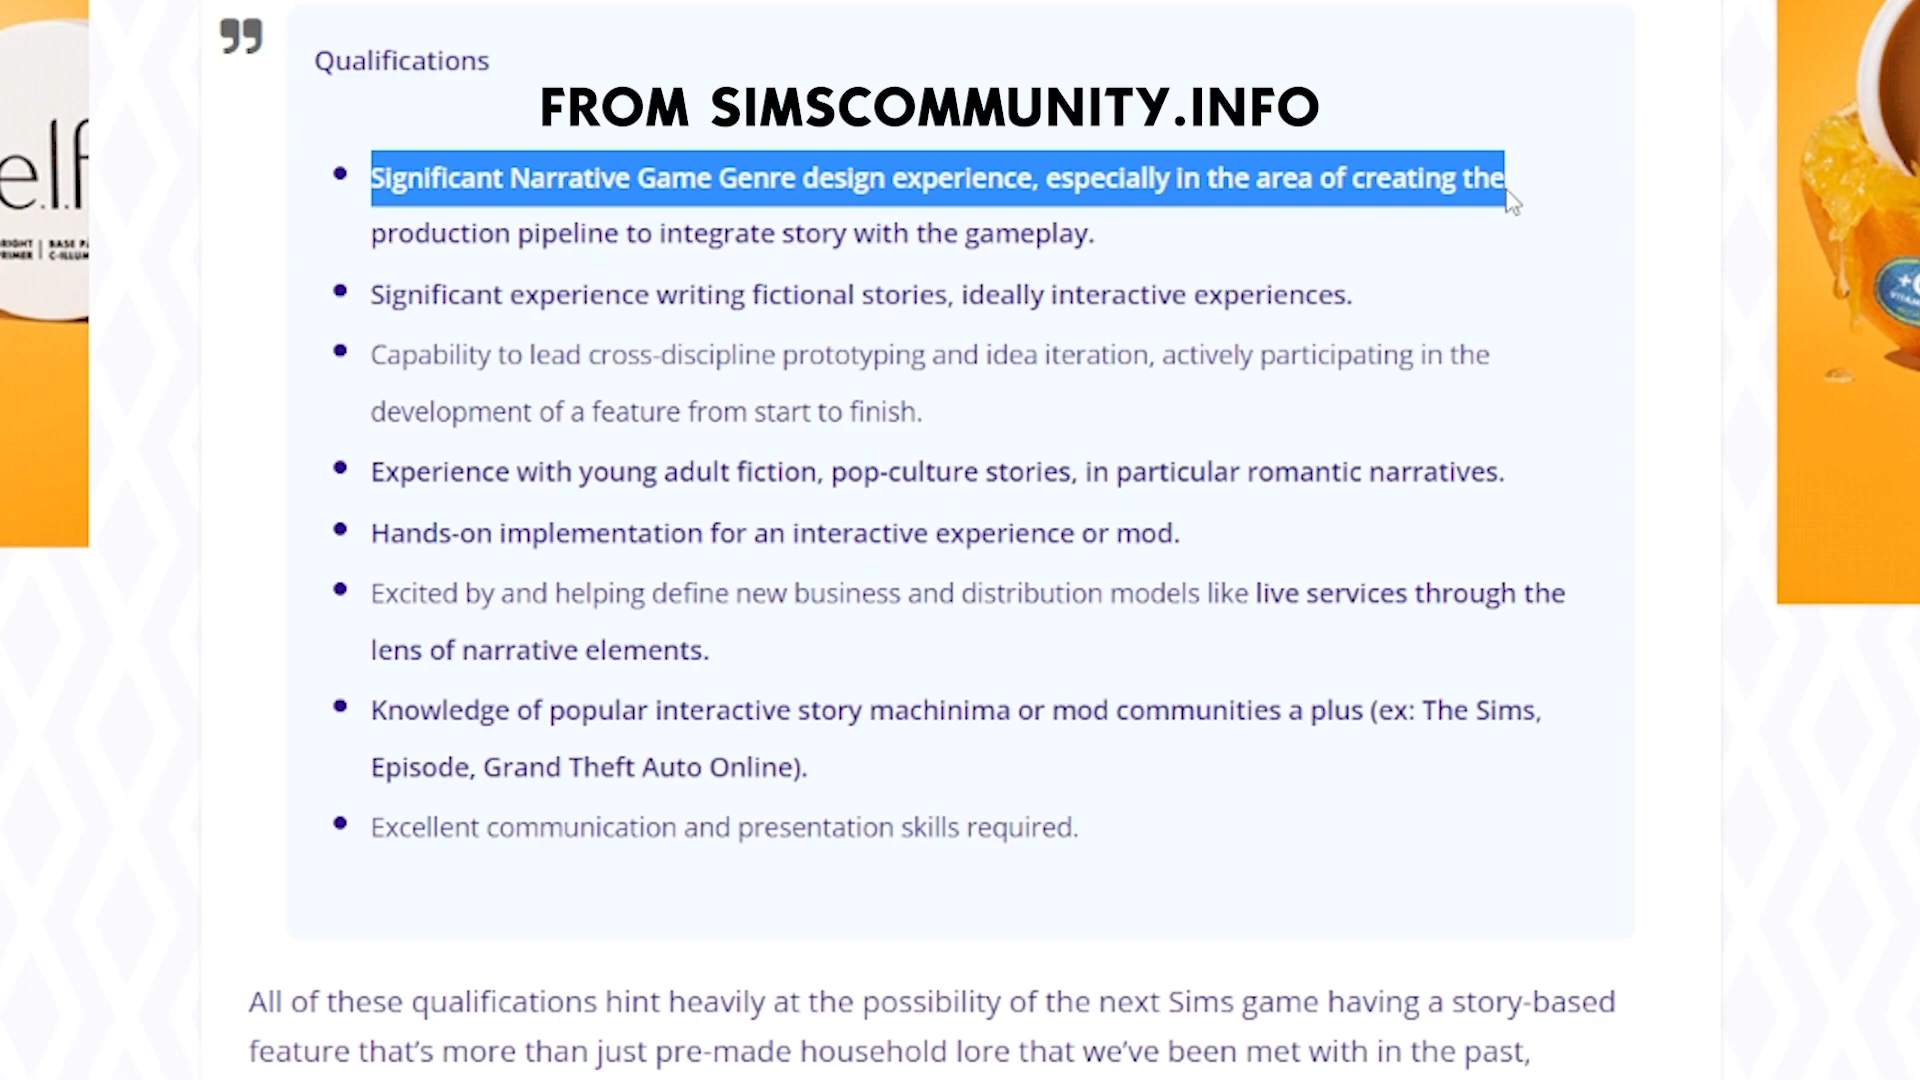 Qualifications
FROM SIMSCOMMUNITY.INFO
Significant Narrative Game Genre design experience, especially in the area of creating the
production pipeline to integrate story with the gameplay.
Significant experience writing fictional stories, ideally interactive experiences.
Capability to lead cross-discipline prototyping and idea iteration, actively participating in the
development of a feature from start to finish.
Experience with young adult fiction, pop-culture stories, in particular romantic narratives.
Hands-on implementation for an interactive experience or mod.
Excited by and helping define new business and distribution models like live services through the
lens of narrative elements.
Knowledge of popular interactive story machinima or mod communities a plus (ex: The Sims,
Episode, Grand Theft Auto Online).
Excellent communication and presentation skills required.
All of these qualifications hint heavily at the possibility of the next Sims game having a story-based
feature that's more than just pre-made household lore that we've been met with in the past,
e.l.f